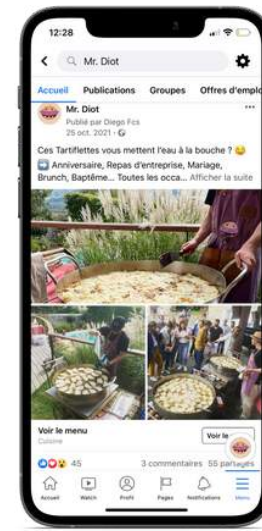 12:28
Mr. Diot
Accueil Publications Groupes Offres d'emplo
Mr. Diot
Publié par Diego Fcs
25 oct. 2021 ·
Ces Tartiflettes vous mettent l'eau à la bouche ?
Anniversaire, Repas d'entreprise, Mariage,
Brunch, Baptême... Toutes les occa... Afficher la suite
Voir le menu
Cuisine
Voir le
45 3 commentaires 55 partages
Accueil Watch Profil Pages Notifications Menu